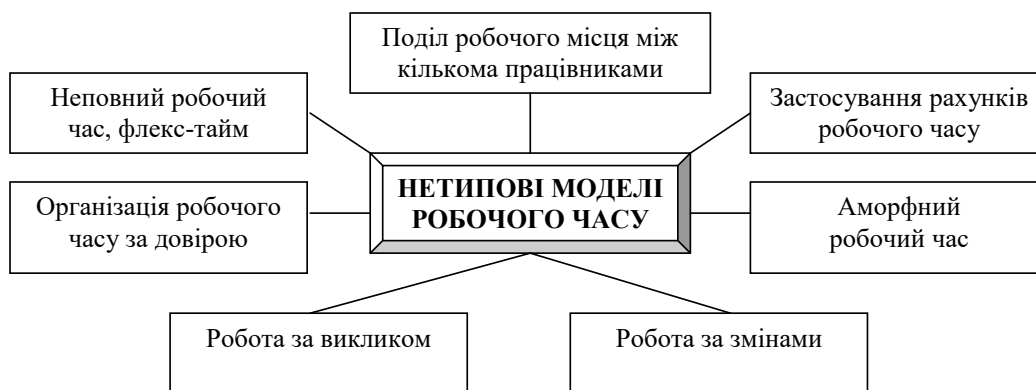 Поділ робочого місця між
кількома працівниками
Неповний робочий
час, флекс-тайм
Застосування рахунків
робочого часу
НЕТИПОВІ МОДЕЛІ
РОБОЧОГО ЧАСУ
Організація робочого
часу за довірою
Аморфний
робочий час
Робота за викликом
Робота за змінами